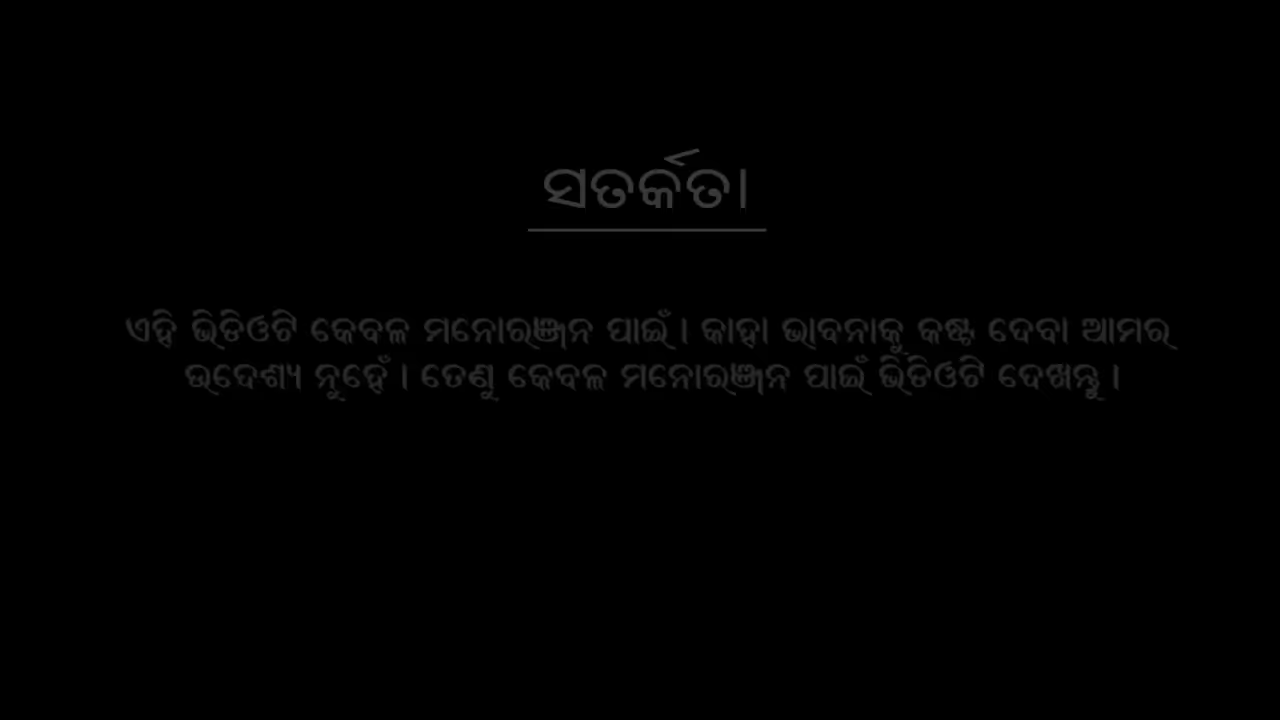 ସତର୍କତା
ଏହି ଭିଡିଓଟି କେବଳ ମନୋରଞ୍ଜନ ପାଇଁ । କାହା ଭାବନାକୁ କଷ୍ଟ ଦେବା ଆମର
ଉଦେଶ୍ୟ ନୁହେଁ । ତେଣୁ କେବଳ ମନୋରଞ୍ଜନ ପାଇଁ ଭିଡିଓଟି ଦେଖନ୍ତୁ ।